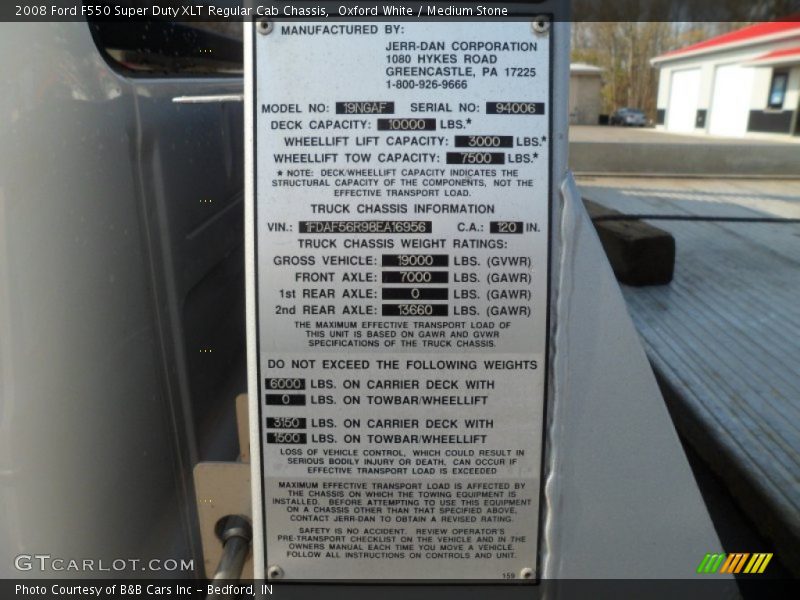 2008 Ford F550 Super Duty XLT Regular Cab Chassis,  Oxford White / Medium Stone
MANUFACTURED BY:
JERR-DAN CORPORATION
1080 HYKES ROAD
GREENCASTLE, PA 17225
1-800-926-9666
MODEL NO: 19NGAF SERIAL NO: 94006
DECK CAPACITY: 10000 LBS.*
WHEELLIFT LIFT CAPACITY: 3000 LBS.*
WHEELLIFT TOW CAPACITY: 7500 LBS.*
* NOTE: DECK/WHEELLIFT CAPACITY INDICATES THE
STRUCTURAL CAPACITY OF THE COMPONENTS, NOT THE
EFFECTIVE TRANSPORT LOAD.
TRUCK CHASSIS INFORMATION
VIN.: 1FDAF56R98EA16956 C.A.: 120 IN.
TRUCK CHASSIS WEIGHT RATINGS:
GROSS VEHICLE: 19000 LBS. (GVWR)
FRONT AXLE: 7000 LBS. (GAWR)
1st REAR AXLE: 0 LBS. (GAWR)
2nd REAR AXLE: 13660 LBS. (GAWR)
THE MAXIMUM EFFECTIVE TRANSPORT LOAD OF
THIS UNIT IS BASED ON GAWR AND GVWR
SPECIFICATIONS OF THE TRUCK CHASSIS.
DO NOT EXCEED THE FOLLOWING WEIGHTS
6000 LBS. ON CARRIER DECK WITH
0 LBS. ON TOWBAR/WHEELLIFT
3150 LBS. ON CARRIER DECK WITH
1500 LBS. ON TOWBAR/WHEELLIFT
LOSS OF VEHICLE CONTROL, WHICH COULD RESULT IN
SERIOUS BODILY INJURY OR DEATH, CAN OCCUR IF
EFFECTIVE TRANSPORT LOAD IS EXCEEDED
MAXIMUM EFFECTIVE TRANSPORT LOAD IS AFFECTED BY
THE CHASSIS ON WHICH THE TOWING EQUIPMENT IS
INSTALLED. BEFORE ATTEMPTING TO USE THIS EQUIPMENT
ON A CHASSIS OTHER THAN THAT SPECIFIED ABOVE,
CONTACT JERR-DAN TO OBTAIN A REVISED RATING.
SAFETY IS NO ACCIDENT. REVIEW OPERATOR'S
PRE-TRANSPORT CHECKLIST ON THE VEHICLE AND IN THE
OWNERS MANUAL EACH TIME YOU MOVE A VEHICLE.
FOLLOW ALL INSTRUCTIONS ON CONTROLS AND UNIT.
159
GTCarLot.com
Photo Courtesy of B&B Cars Inc – Bedford, IN